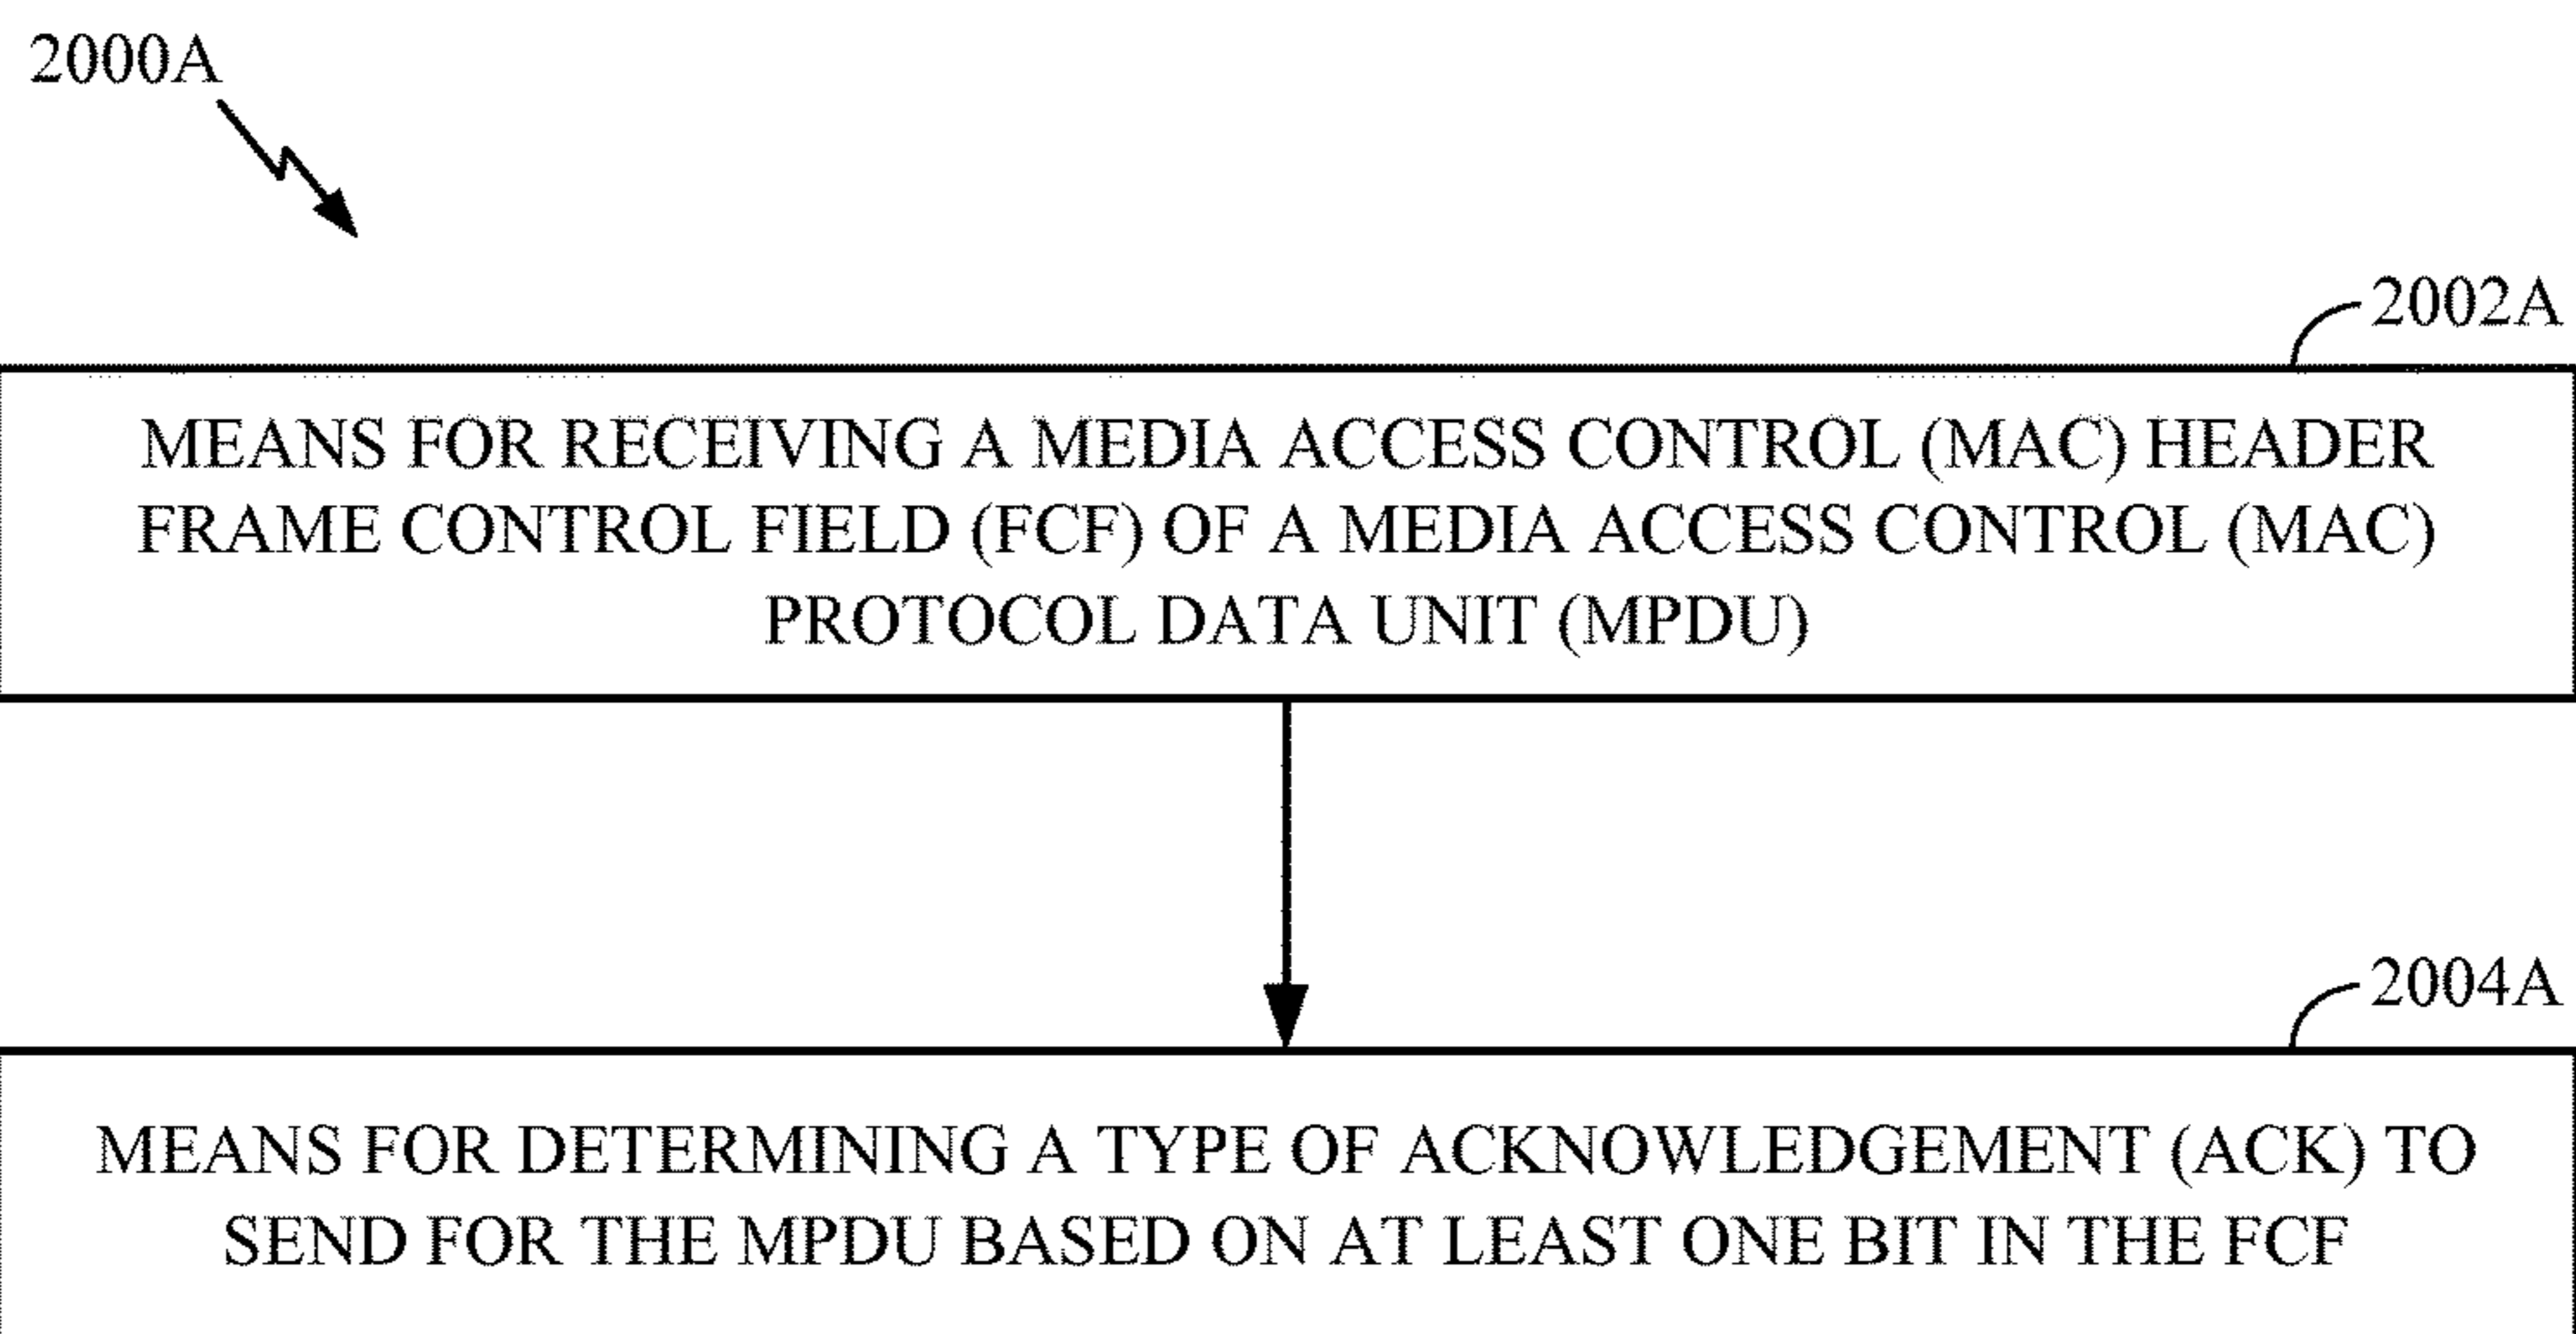 2000A
2002A
MEANS FOR RECEIVING A MEDIA ACCESS CONTROL (MAC) HEADER
FRAME CONTROL FIELD (FCF) OF A MEDIA ACCESS CONTROL (MAC)
PROTOCOL DATA UNIT (MPDU)
2004A
MEANS FOR DETERMINING A TYPE OF ACKNOWLEDGEMENT (ACK) TO
SEND FOR THE MPDU BASED ON AT LEAST ONE BIT IN THE FCF